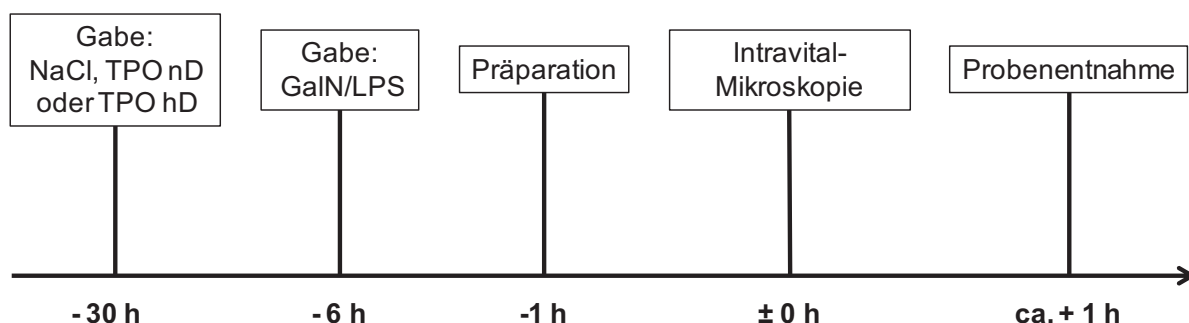 Gabe:
NaCl, TPO nD
oder TPO hD
Gabe:
GalN/LPS
Präparation
Intravital-
Mikroskopie
Probenentnahme
- 30 h
- 6 h
-1 h
± 0 h
ca. + 1 h